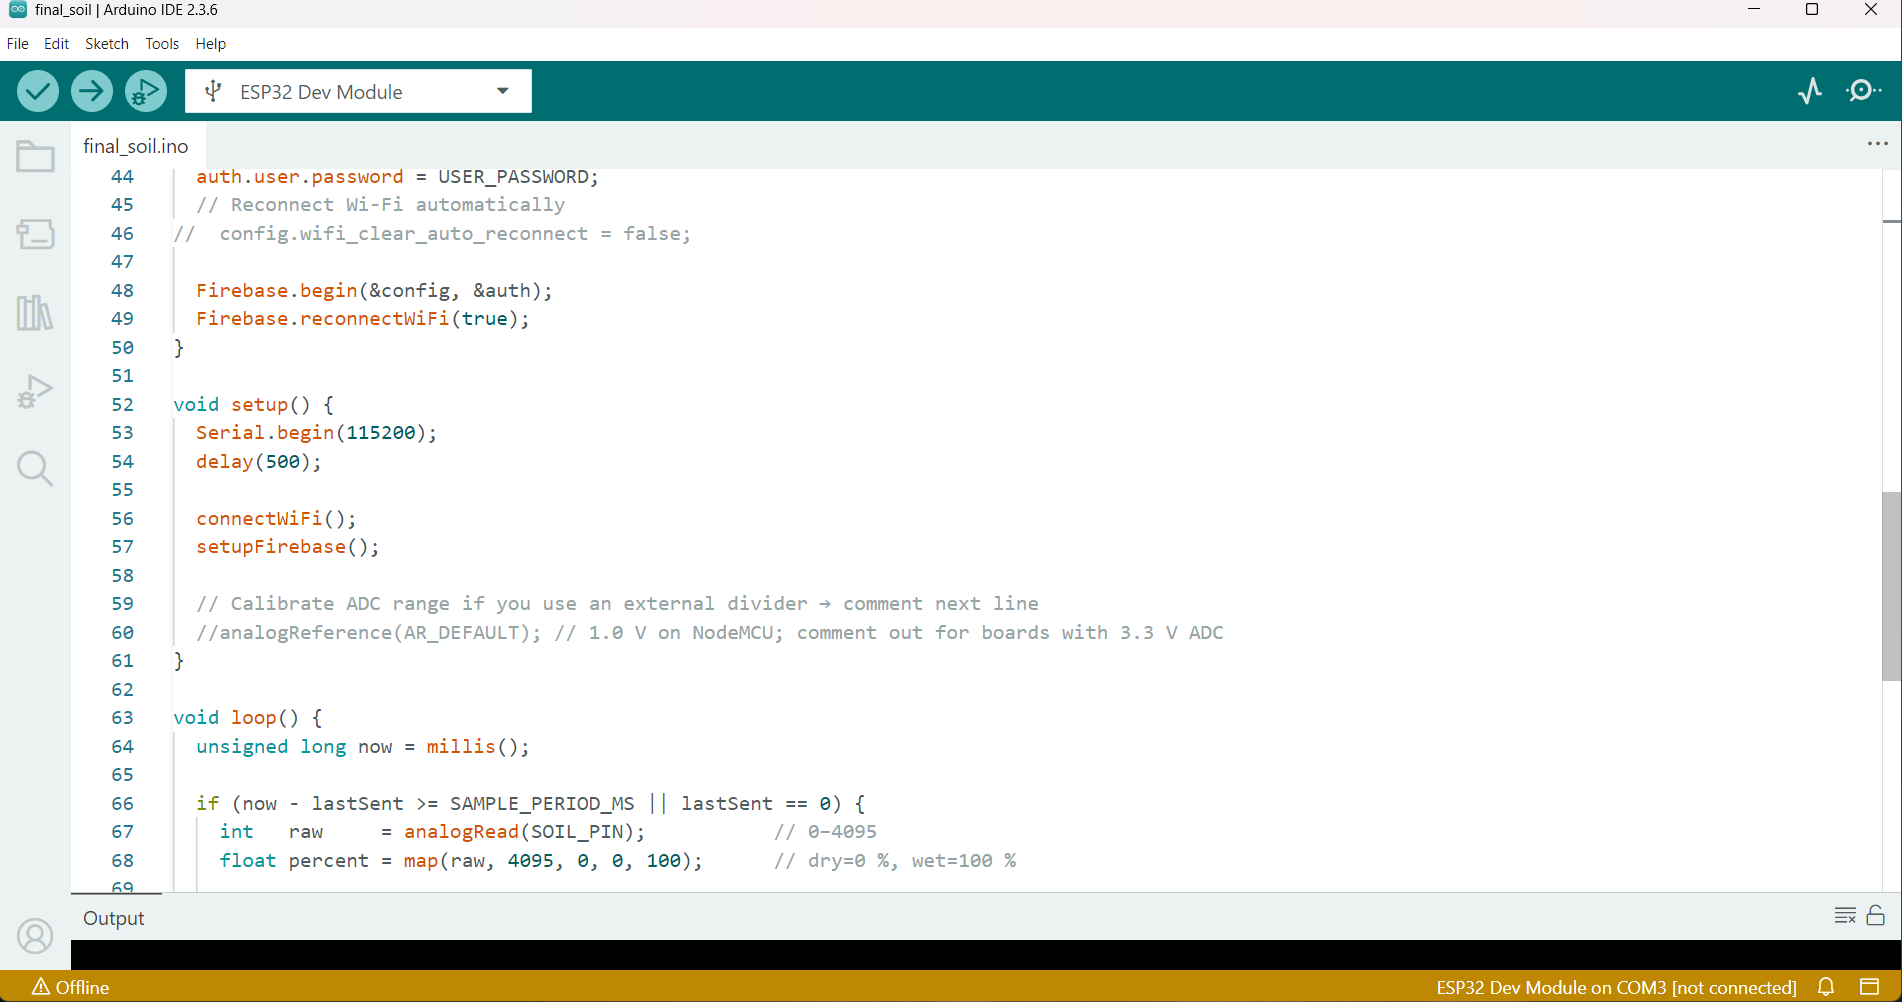 final_soil | Arduino IDE 2.3.6
File Edit Sketch Tools Help
ESP32 Dev Module
final_soil.ino
44 auth.user.password = USER_PASSWORD;
45 // Reconnect Wi-Fi automatically
46 //  config.wifi_clear_auto_reconnect = false;
47
48 Firebase.begin(&config, &auth);
49 Firebase.reconnectWiFi(true);
50 }
51
52 void setup() {
53 Serial.begin(115200);
54 delay(500);
55
56 connectWiFi();
57 setupFirebase();
58
59 // Calibrate ADC range if you use an external divider → comment next line
60 //analogReference(AR_DEFAULT); // 1.0 V on NodeMCU; comment out for boards with 3.3 V ADC
61 }
62
63 void loop() {
64 unsigned long now = millis();
65
66 if (now - lastSent >= SAMPLE_PERIOD_MS || lastSent == 0) {
67 int   raw     = analogRead(SOIL_PIN);           // 0–4095
68 float percent = map(raw, 4095, 0, 0, 100);      // dry=0 %, wet=100 %
69
Output
Offline
ESP32 Dev Module on COM3 [not connected]